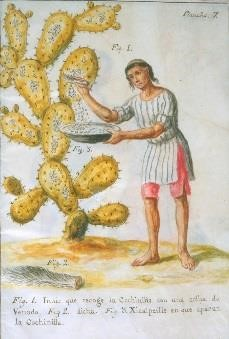 Plancha. 7.
Fig. 1.
Fig. 3.
Fig. 2.
Fig. 1. Indio que recoge la Cochinilla con una colita de
Venado. Fig. 2. dicha. Fig. 3. Xicalpestle en que aparan
la Cochinilla.